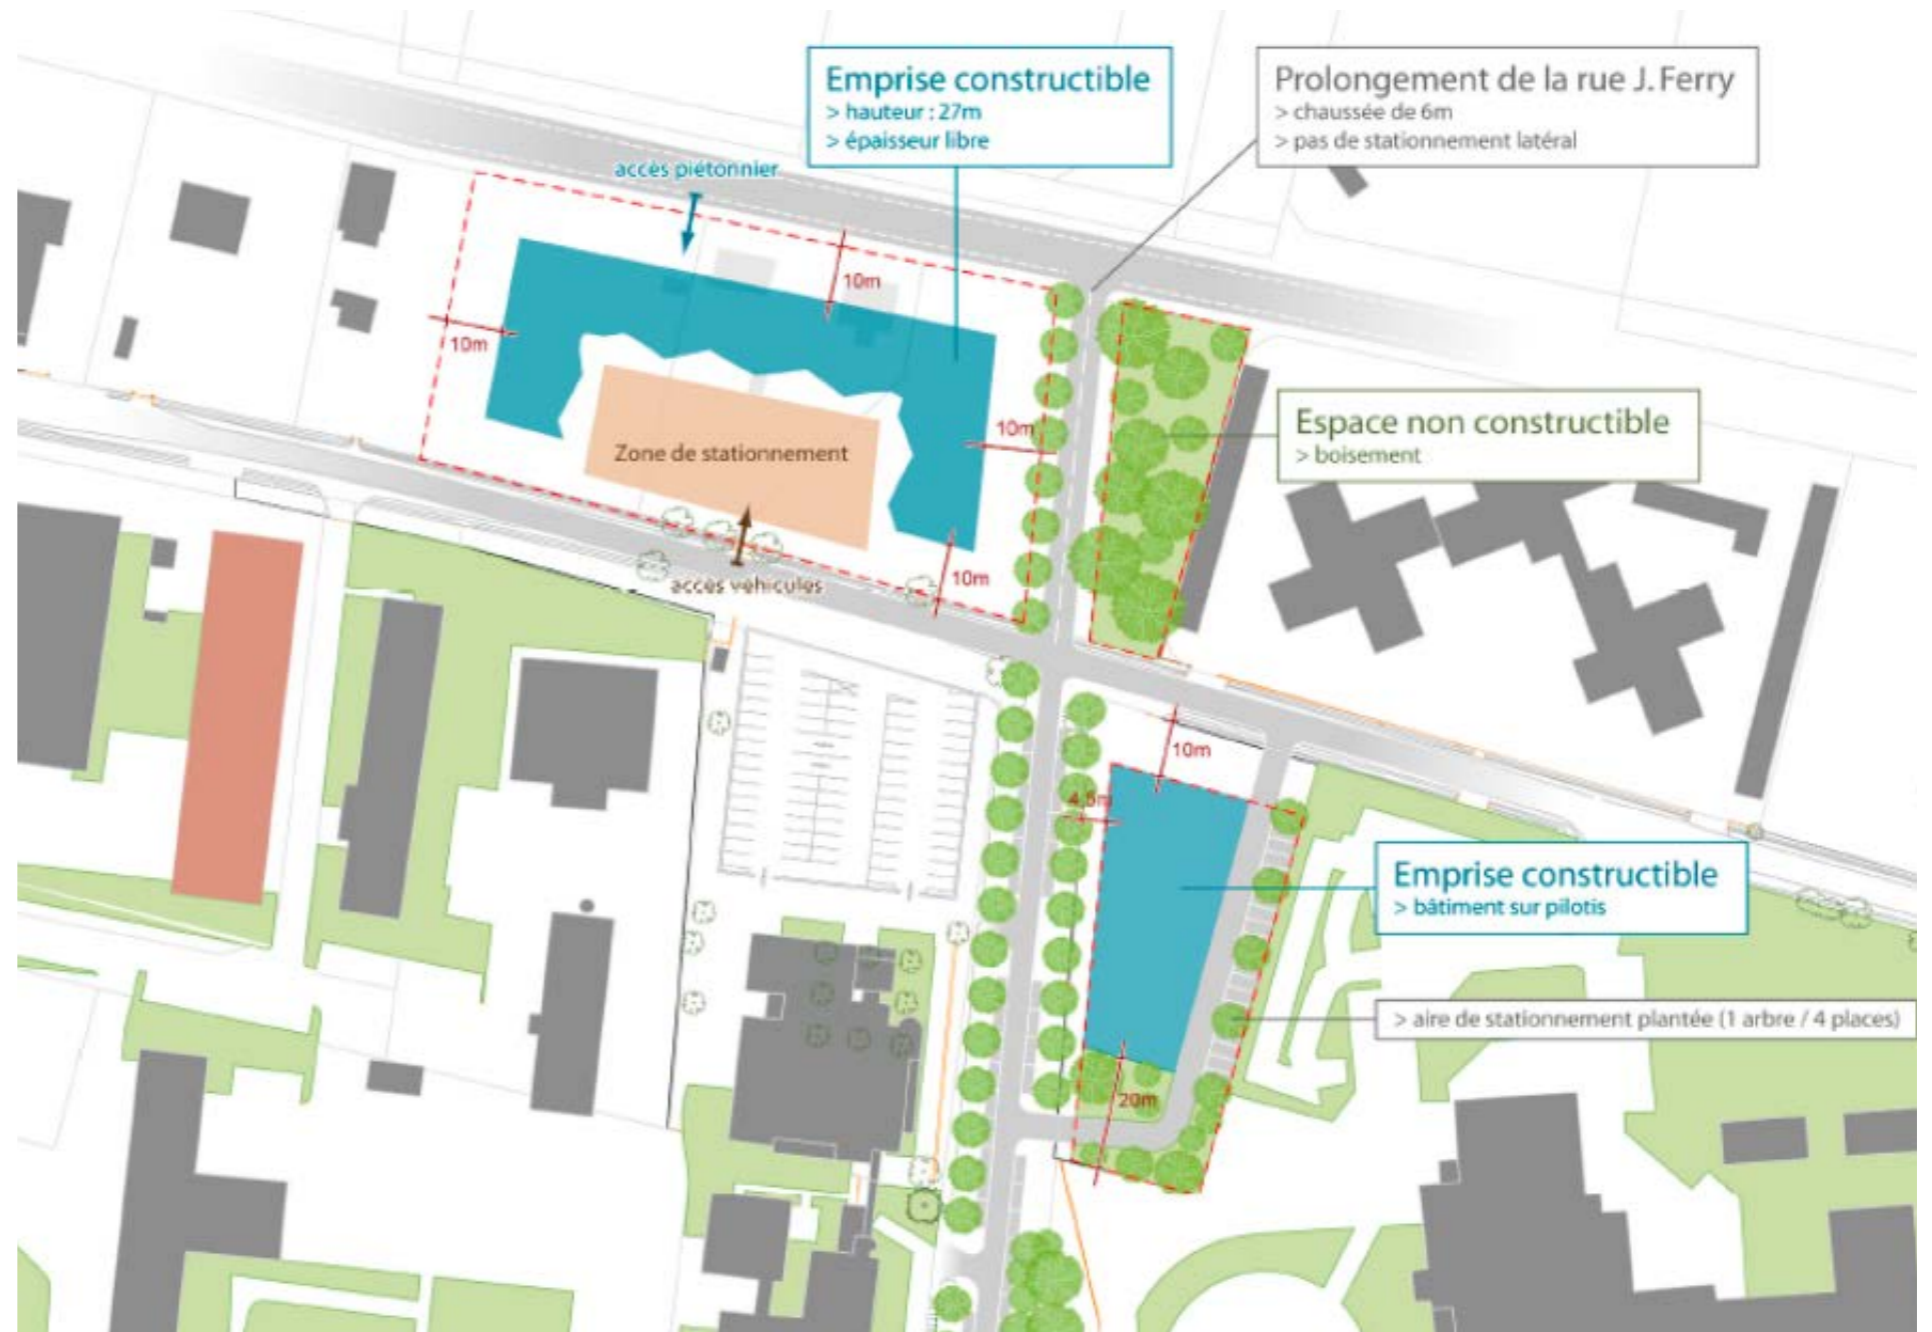 Emprise constructible
> hauteur : 27m
> épaisseur libre
Prolongement de la rue J. Ferry
> chaussée de 6m
> pas de stationnement latéral
accès piétonnier
10m
10m
10m
Zone de stationnement
10m
accès véhicules
Espace non constructible
> boisement
10m
4,5m
Emprise constructible
> bâtiment sur pilotis
> aire de stationnement plantée (1 arbre / 4 places)
20m